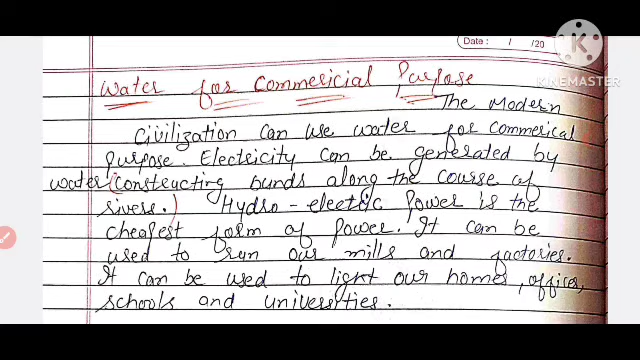 Date: / /20
KINEMASTER
Water for Commericial Purpose
The Modern
Civilization can use water for commerical
purpose. Electricity can be generated by
water (constructing bunds along the course of
rivers.) Hydro-electric Power is the
cheapest form of power. It can be
used to run our mills and factories.
It can be used to light our homes, offices,
schools and universities.